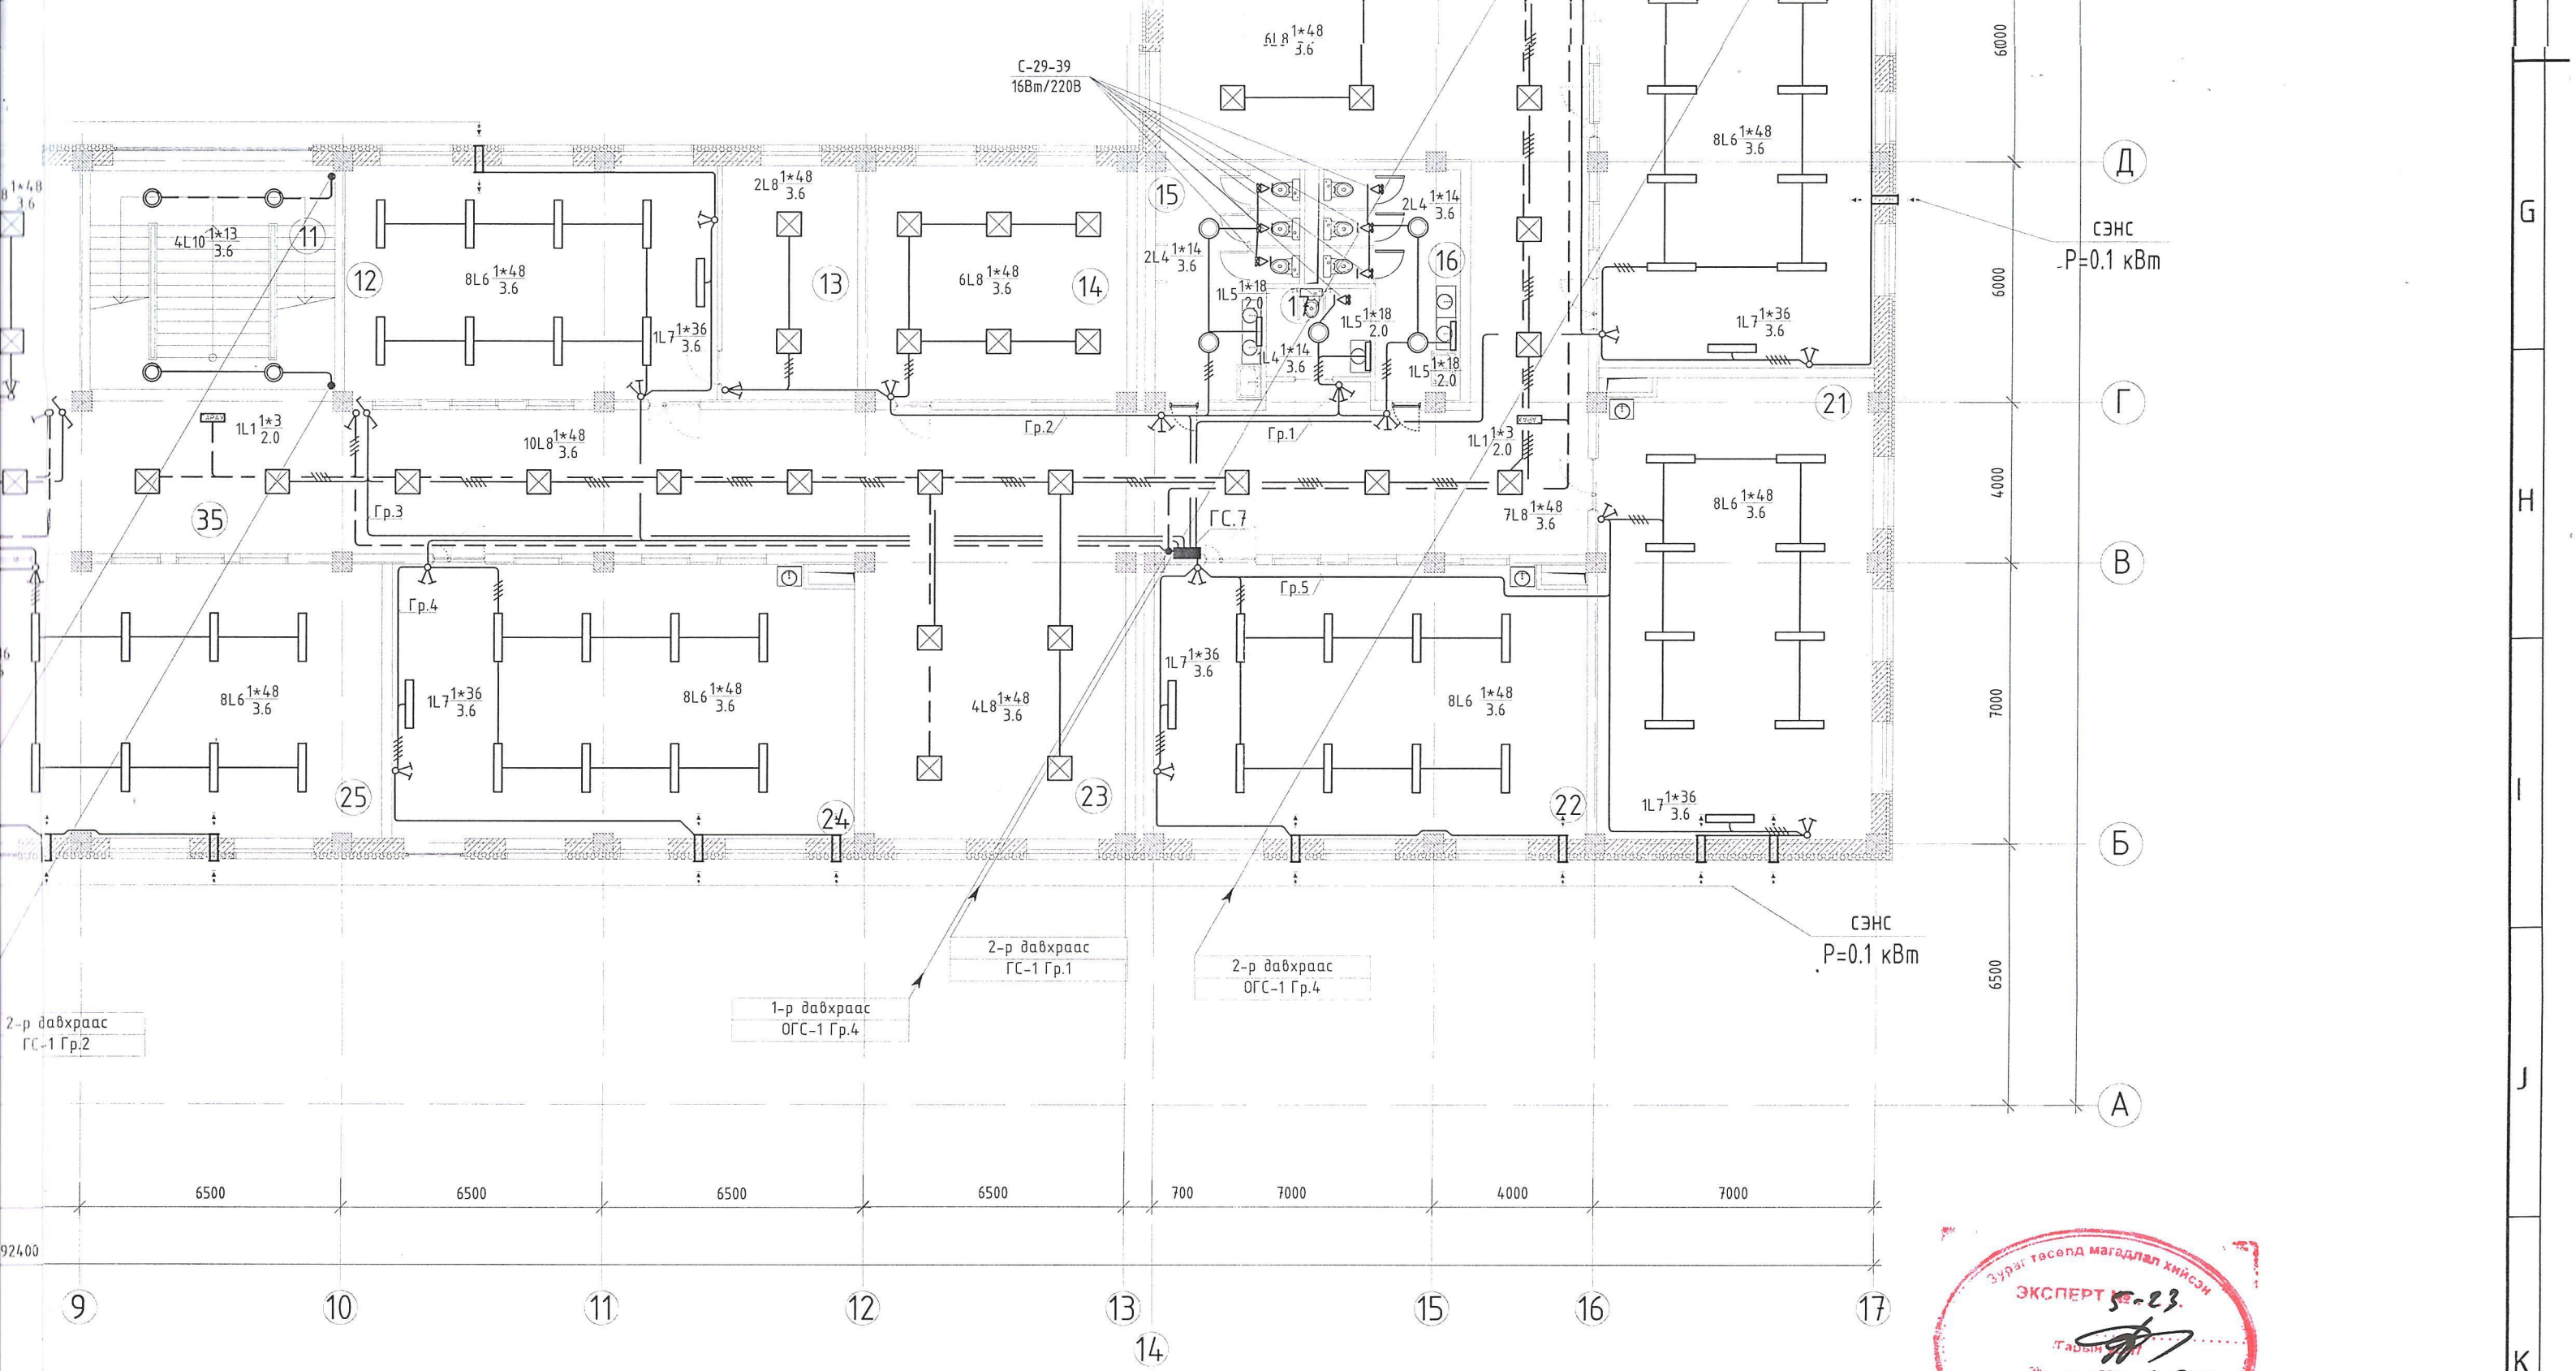 6L8 1*48
3.6
6000
С-29-39
16Вт/220В
8L6 1*48
3.6
Д
G
8 1*48
3.6
2L8 1*48
3.6
15
2L4 1*14
3.6
СЭНС
P=0.1 кВт
4L10 1*13
3.6
11
12
8L6 1*48
3.6
13
6L8 1*48
3.6
14
2L4 1*14
3.6
16
6000
1L5 1*18
2.0
17
1L5 1*18
2.0
1L7 1*36
3.6
1L7 1*36
3.6
1L4 1*14
3.6
1L5 1*18
2.0
21
Г
1L1 1*3
2.0
10L8 1*48
3.6
Гр.2
Гр.1
1L1 1*3
2.0
4000
H
35
Гр.3
ГС.7
7L8 1*48
3.6
8L6 1*48
3.6
В
Гр.4
Гр.5
8L6 1*48
3.6
1L7 1*36
3.6
8L6 1*48
3.6
4L8 1*48
3.6
1L7 1*36
3.6
8L6 1*48
3.6
7000
25
24
23
22
1L7 1*36
3.6
I
Б
СЭНС
P=0.1 кВт
2-р давхраас
ГС-1 Гр.1
2-р давхраас
ОГС-1 Гр.4
6500
1-р давхраас
ОГС-1 Гр.4
2-р давхраас
ГС-1 Гр.2
J
А
6500
6500
6500
6500
700
7000
4000
7000
92400
9
10
11
12
13
14
15
16
17
Зураг төсөлд магадлал хийсэн
ЭКСПЕРТ № 5-23
K